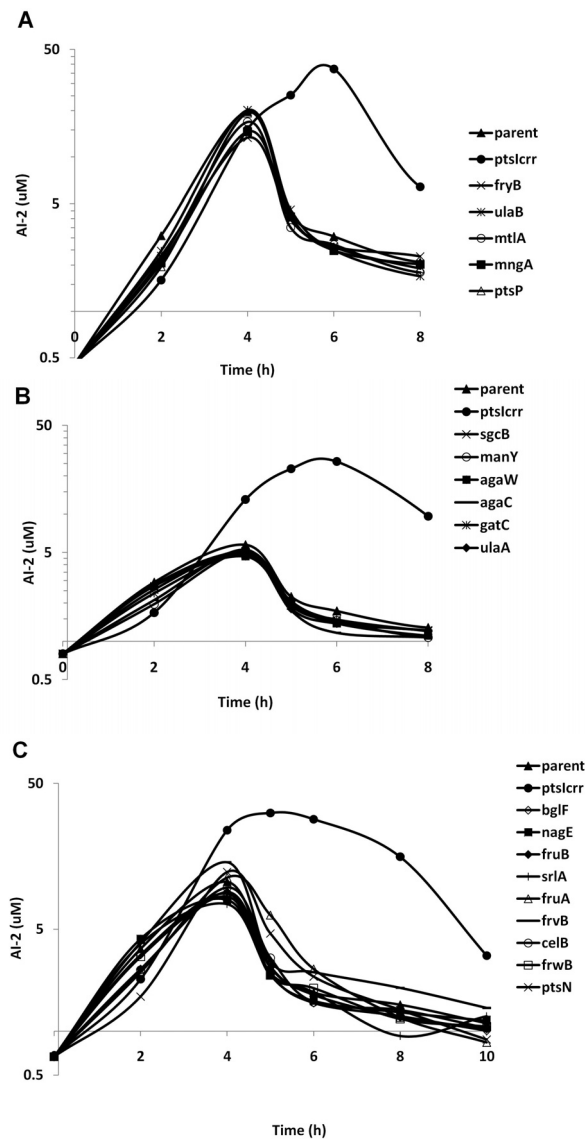 A
50
5
0.5
AI-2 (uM)
0
2
4
6
8
Time (h)
parent
ptsIcrr
fryB
ulaB
mtlA
mngA
ptsP
B
50
5
0.5
AI-2 (uM)
0
2
4
6
8
Time (h)
parent
ptsIcrr
sgcB
manY
agaW
agaC
gatC
ulaA
C
50
5
0.5
AI-2 (uM)
2
4
6
8
10
Time (h)
parent
ptsIcrr
bglF
nagE
fruB
srlA
fruA
frvB
celB
frwB
ptsN